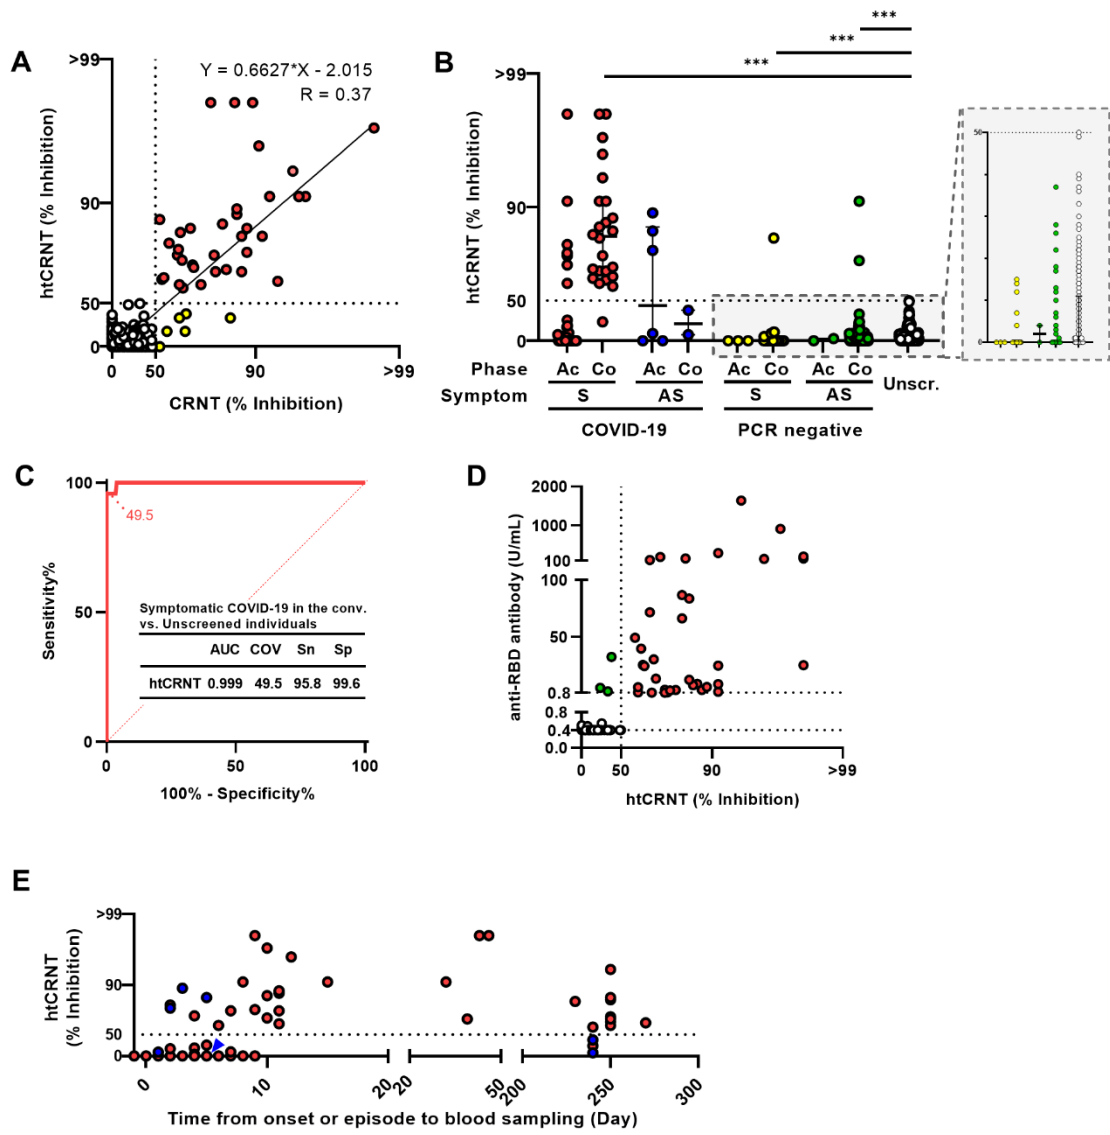 A
>99
90
50
0
htCRNT (% Inhibition)
Y = 0.6627*X - 2.015
R = 0.37
0
50
90
>99
CRNT (% Inhibition)
B
***
***
***
>99
90
50
0
htCRNT (% Inhibition)
50
0
Phase Ac Co Ac Co Ac Co Ac Co Unscr.
Symptom S AS S AS
COVID-19 PCR negative
C
100
50
0
Sensitivity%
49.5
Symptomatic COVID-19 in the conv.
vs. Unscreened individuals
AUC COV Sn Sp
htCRNT 0.999 49.5 95.8 99.6
0 50 100
100% - Specificity%
D
2000
1000
100
100
50
0.8
0.8
0.4
0.0
anti-RBD antibody (U/mL)
0 50 90 >99
htCRNT (% Inhibition)
E
>99
90
50
0
htCRNT
(% Inhibition)
0 10 20 20 50 200 250 300
Time from onset or episode to blood sampling (Day)